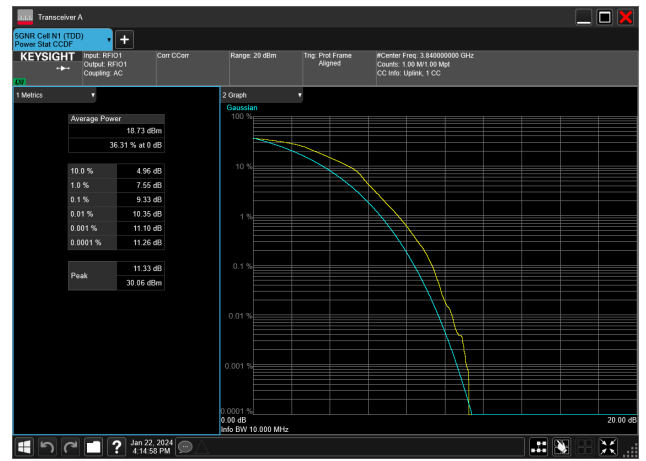 Transceiver A
5GNR Cell N1 (TDD)
Power Stat CCDF
KEYSIGHT
LW
Input: RFIO1
Output: RFIO1
Coupling: AC
Corr CCorr
Range: 20 dBm
Trig: Prot Frame
Aligned
#Center Freq: 3.840000000 GHz
Counts: 1.00 M/1.00 Mpt
CC Info: Uplink, 1 CC
1 Metrics
Average Power
18.73 dBm
36.31 % at 0 dB
10.0 % 4.96 dB
1.0 % 7.55 dB
0.1 % 9.33 dB
0.01 % 10.35 dB
0.001 % 11.10 dB
0.0001 % 11.26 dB
Peak 11.33 dB
30.06 dBm
2 Graph
Gaussian
100 %
10 %
1 %
0.1 %
0.01 %
0.001 %
0.0001 %
0.00 dB 20.00 dB
Info BW 10.000 MHz
?
Jan 22, 2024
4:14:58 PM